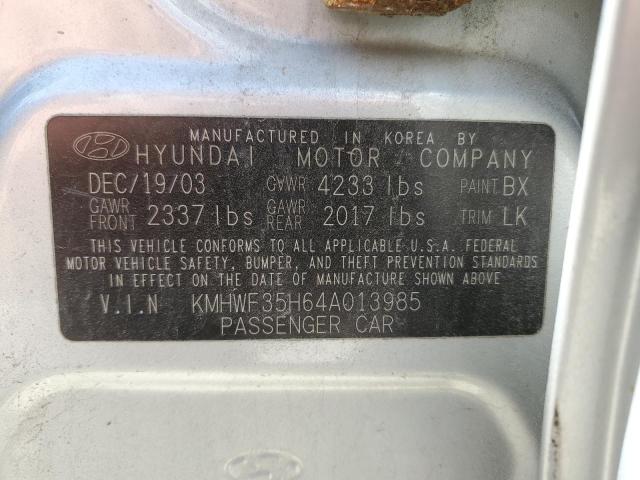 MANUFACTURED IN KOREA BY
HYUNDAI MOTOR COMPANY
DEC/19/03 GVWR 4233 lbs PAINT BX
GAWR FRONT 2337 lbs GAWR REAR 2017 lbs TRIM LK
THIS VEHICLE CONFORMS TO ALL APPLICABLE U.S.A. FEDERAL
MOTOR VEHICLE SAFETY, BUMPER, AND THEFT PREVENTION STANDARDS
IN EFFECT ON THE DATE OF MANUFACTURE SHOWN ABOVE
V.I.N KMHWF35H64A013985
PASSENGER CAR